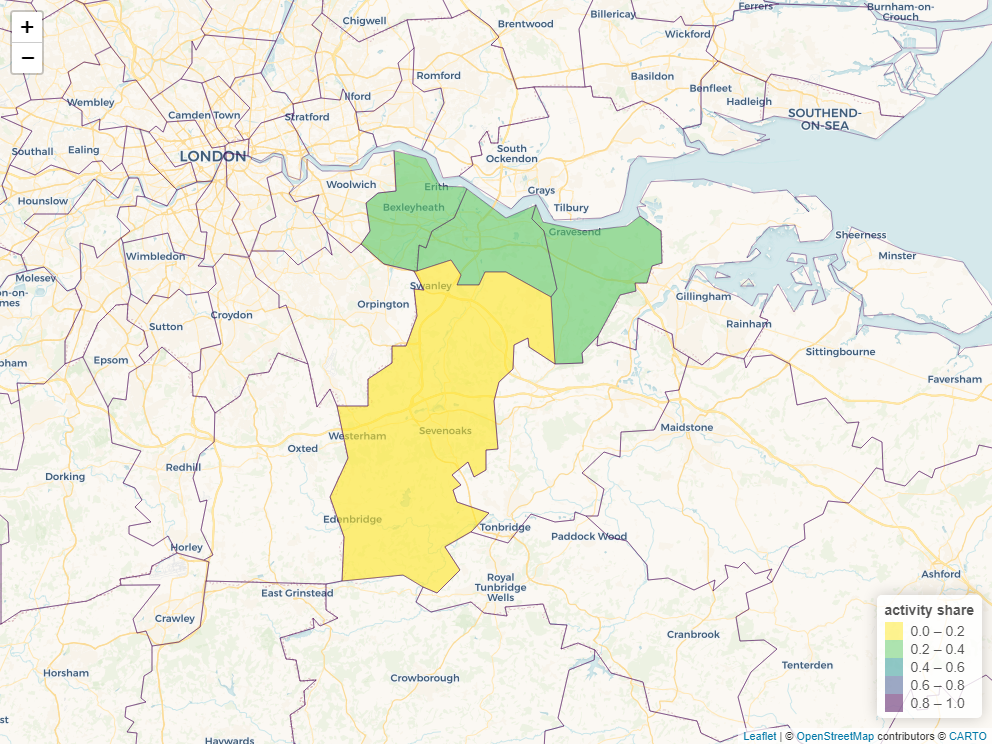 +
−
Chigwell
Brentwood
Billericay
Ferrers
Burnham-on-
Crouch
Wickford
Romford
Basildon
Benfleet
Hadleigh
SOUTHEND-
ON-SEA
Wembley
Ilford
Camden Town
Stratford
Southall
Ealing
LONDON
South
Ockendon
Woolwich
Erith
Grays
Tilbury
Hounslow
Bexleyheath
Gravesend
Sheerness
Minster
Wimbledon
Molesey
on-on-
mes
Swanley
Orpington
Gillingham
Croydon
Sutton
Rainham
Sittingbourne
pham
Epsom
Faversham
Maidstone
Westerham
Sevenoaks
Oxted
Redhill
Dorking
Edenbridge
Tonbridge
Paddock Wood
Horley
Ashford
Royal
Tunbridge
Wells
East Grinstead
Crawley
Cranbrook
Tenterden
Horsham
Crowborough
st
Haywards
activity share
0.0 – 0.2
0.2 – 0.4
0.4 – 0.6
0.6 – 0.8
0.8 – 1.0
Leaflet | © OpenStreetMap contributors © CARTO